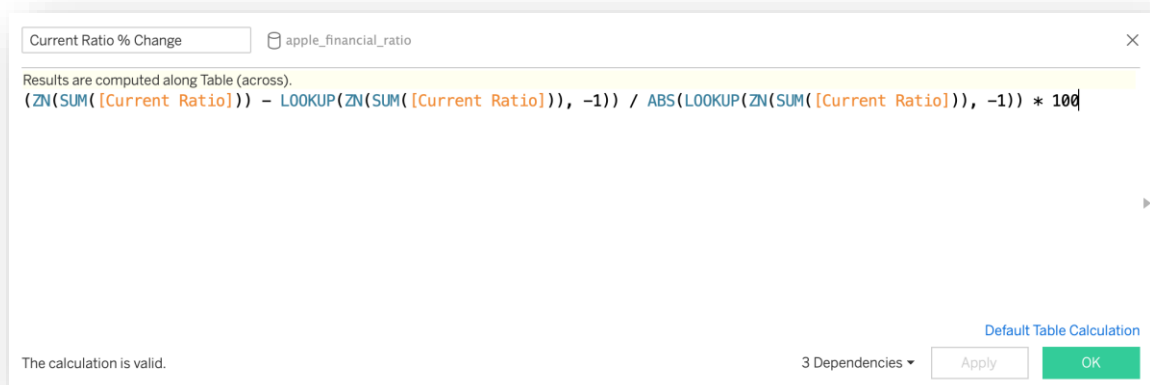 Current Ratio % Change
apple_financial_ratio
Results are computed along Table (across).
(ZN(SUM([Current Ratio])) - LOOKUP(ZN(SUM([Current Ratio])), -1)) / ABS(LOOKUP(ZN(SUM([Current Ratio])), -1)) * 100
Default Table Calculation
The calculation is valid.
3 Dependencies
Apply
OK